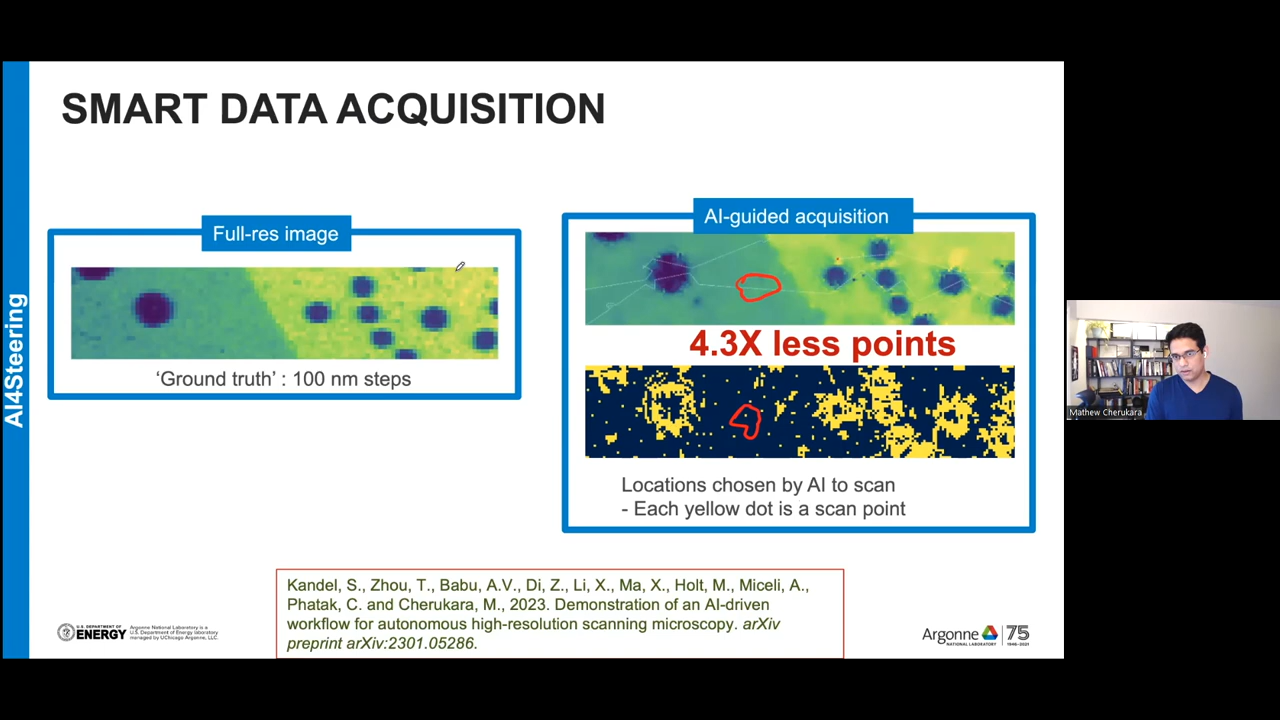 SMART DATA ACQUISITION
AI4Steering
Full-res image
'Ground truth' : 100 nm steps
AI-guided acquisition
4.3X less points
Locations chosen by AI to scan
- Each yellow dot is a scan point
Kandel, S., Zhou, T., Babu, A.V., Di, Z., Li, X., Ma, X., Holt, M., Miceli, A.,
Phatak, C. and Cherukara, M., 2023. Demonstration of an AI-driven
workflow for autonomous high-resolution scanning microscopy. arXiv
preprint arXiv:2301.05286.
U.S. DEPARTMENT OF
ENERGY
Argonne National Laboratory is a
U.S. Department of Energy laboratory
managed by UChicago Argonne, LLC.
Argonne
NATIONAL LABORATORY
75
1946–2021
Mathew Cherukara